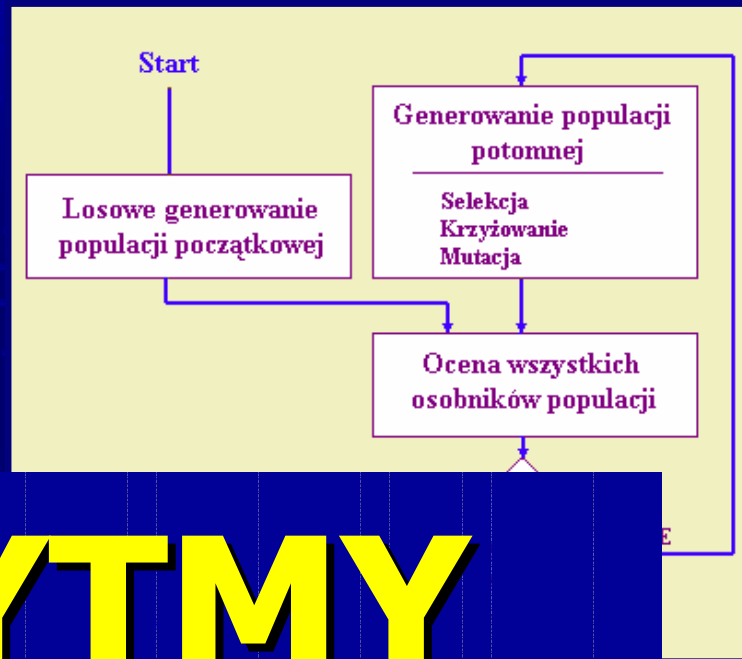 Start
Losowe generowanie
populacji początkowej
Generowanie populacji
potomnej
Selekcja
Krzyżowanie
Mutacja
Ocena wszystkich
osobników populacji
E
YTMY